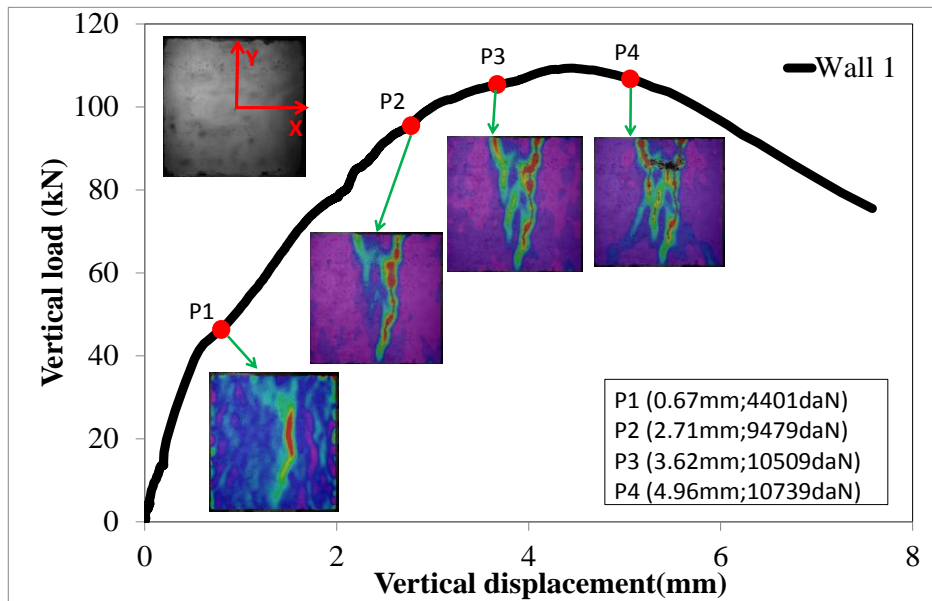 120
100
80
60
40
20
0
Vertical load (kN)
Y
X
P1
P2
P3
P4
Wall 1
P1 (0.67mm;4401daN)
P2 (2.71mm;9479daN)
P3 (3.62mm;10509daN)
P4 (4.96mm;10739daN)
0 2 4 6 8
Vertical displacement(mm)